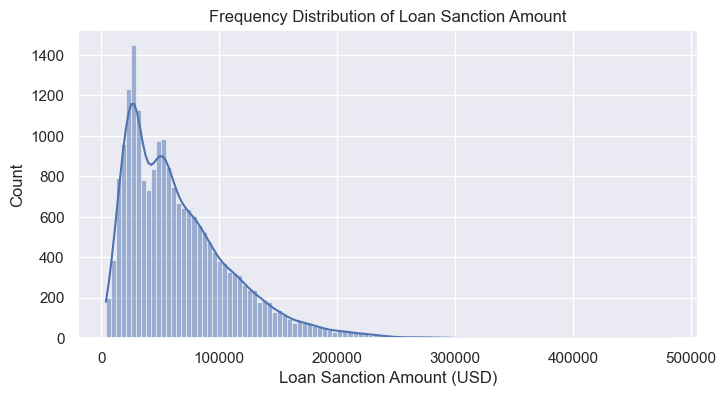 Frequency Distribution of Loan Sanction Amount
1400
1200
1000
800
600
400
200
0
Count
0 100000 200000 300000 400000 500000
Loan Sanction Amount (USD)